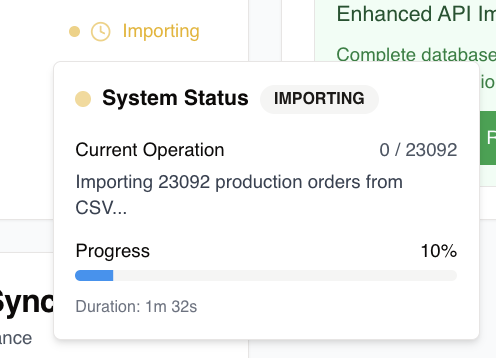 Importing
Enhanced API Im
Complete database
System Status IMPORTING
Current Operation 0 / 23092
Importing 23092 production orders from
CSV...
Progress 10%
Duration: 1m 32s
Sync
ance